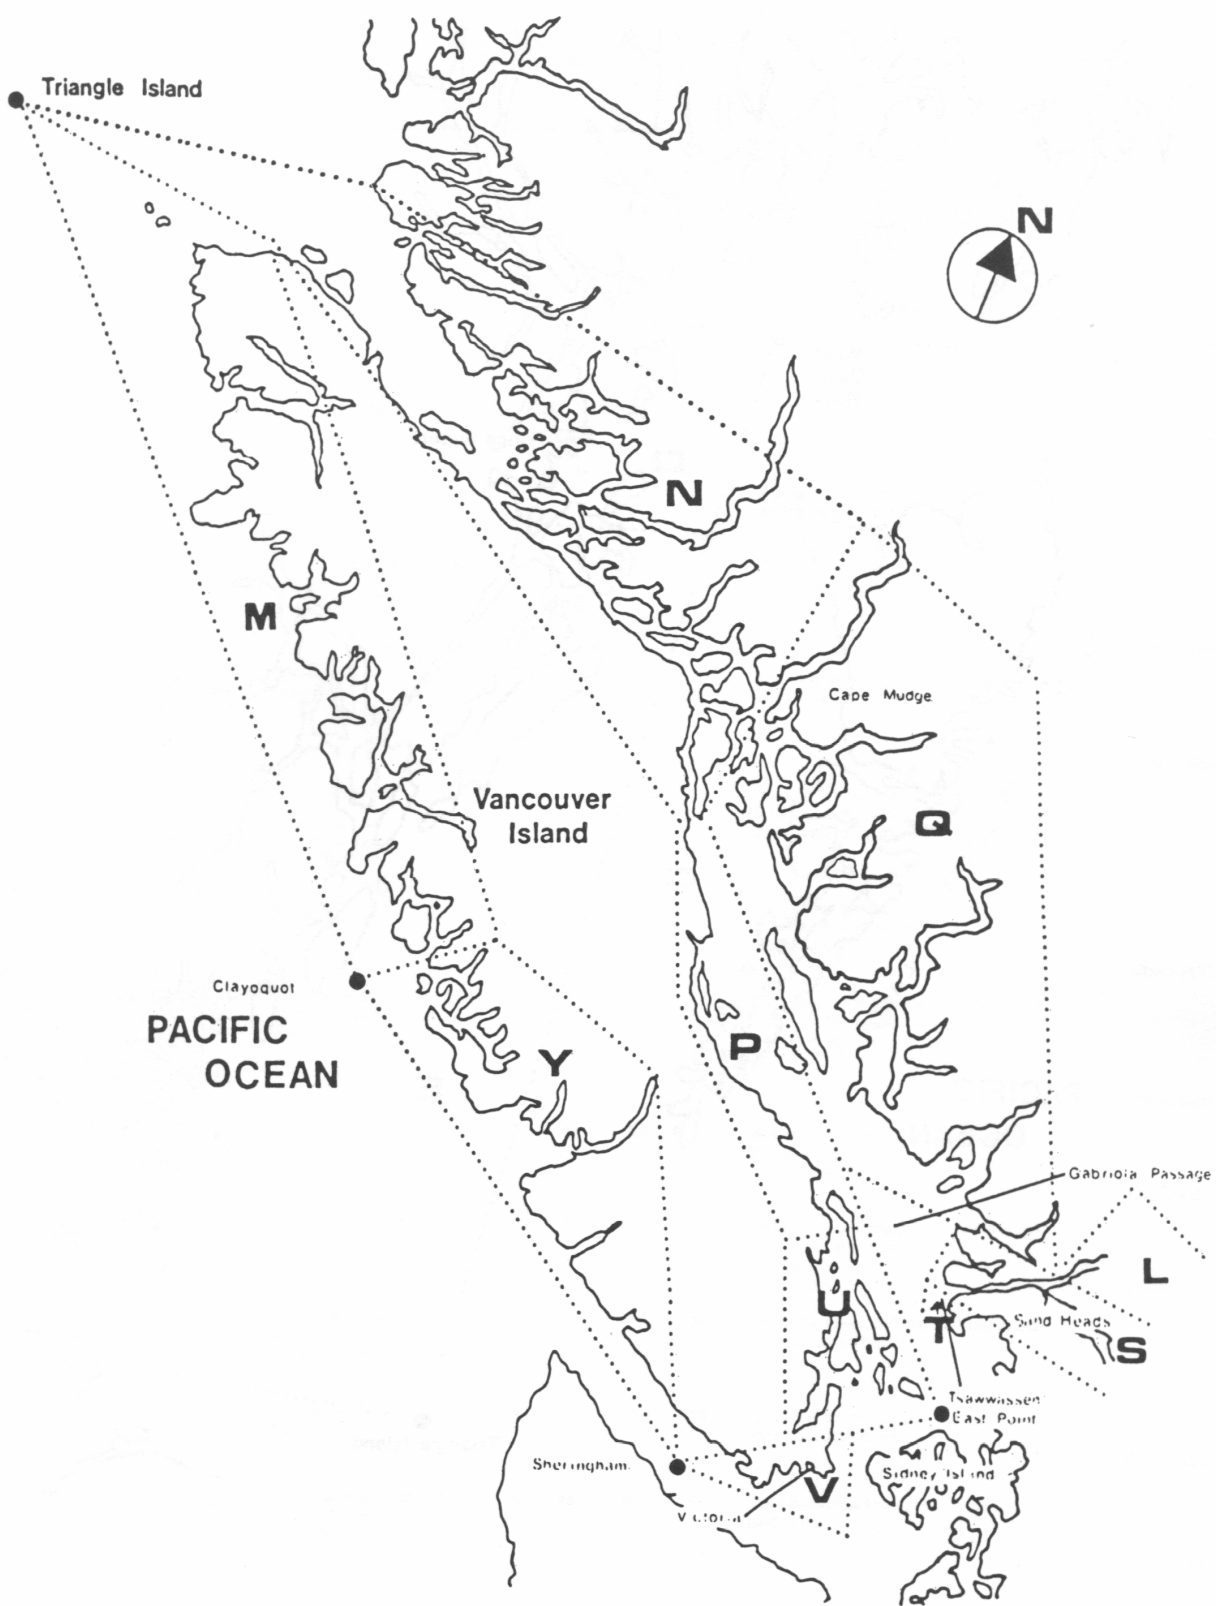 Triangle Island
N
N
M
Cape Mudge
Vancouver
Island
Q
Clayoquot
PACIFIC
OCEAN
P
Y
Gabriola Passage
L
U
T
Sand Heads
S
Tsawwassen
East Point
Sheringham
Sidney Island
V
Victoria